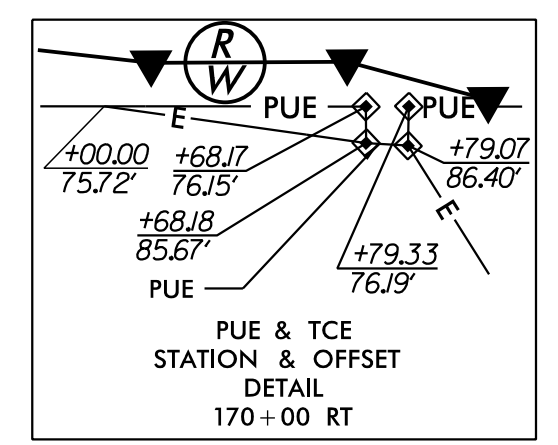 R
W
PUE
PUE
E
+00.00
75.72'
+68.17
76.15'
+79.07
86.40'
+68.18
85.67'
E
+79.33
76.19'
PUE
PUE & TCE
STATION & OFFSET
DETAIL
170+00 RT